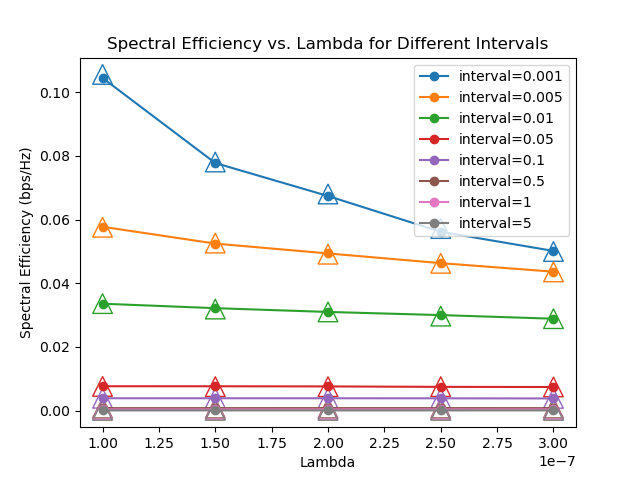 Spectral Efficiency vs. Lambda for Different Intervals
Spectral Efficiency (bps/Hz)
0.10
0.08
0.06
0.04
0.02
0.00
interval=0.001
interval=0.005
interval=0.01
interval=0.05
interval=0.1
interval=0.5
interval=1
interval=5
1.00 1.25 1.50 1.75 2.00 2.25 2.50 2.75 3.00
1e−7
Lambda